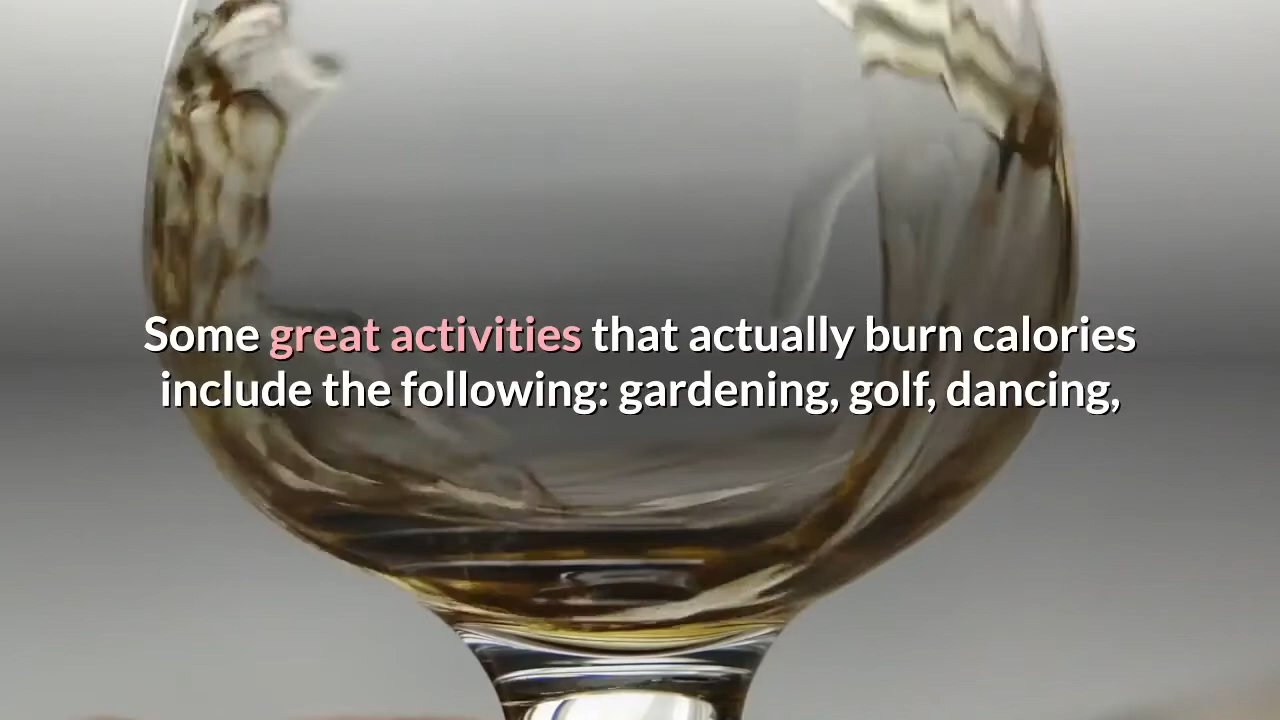 Some great activities that actually burn calories
include the following: gardening, golf, dancing,